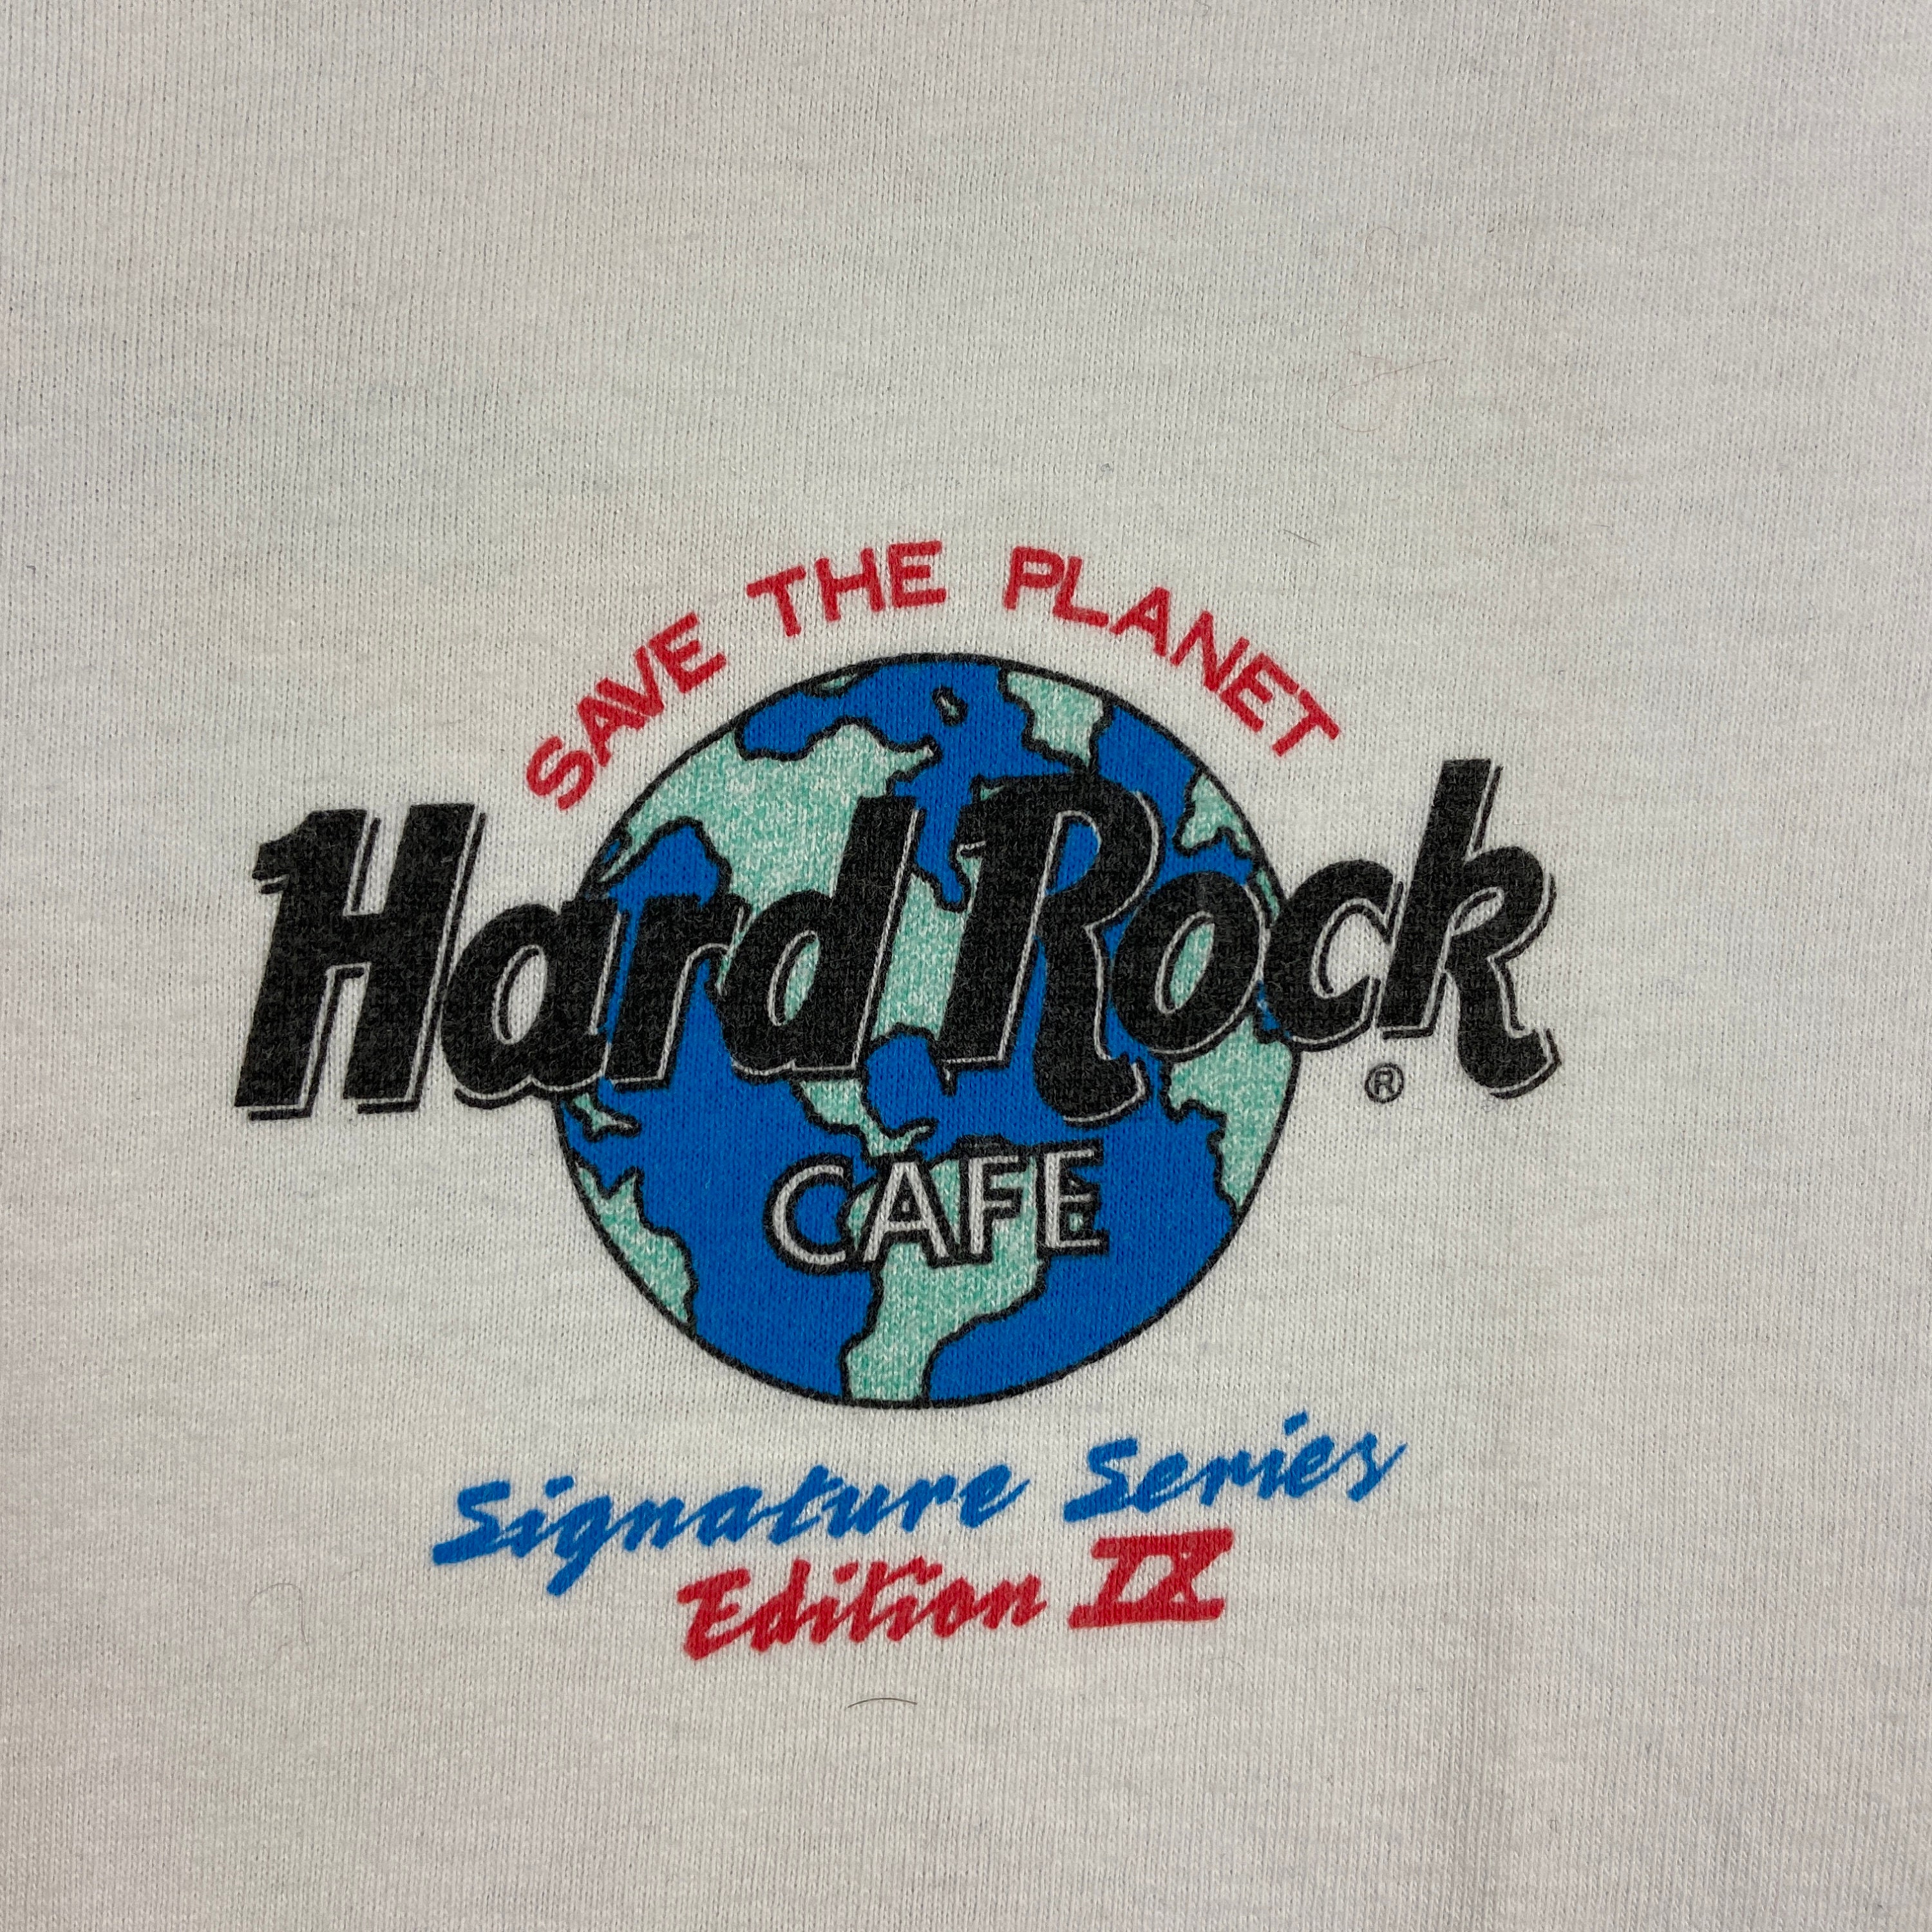 SAVE THE PLANET
Hard Rock
®
CAFE
Signature Series
Edition IX